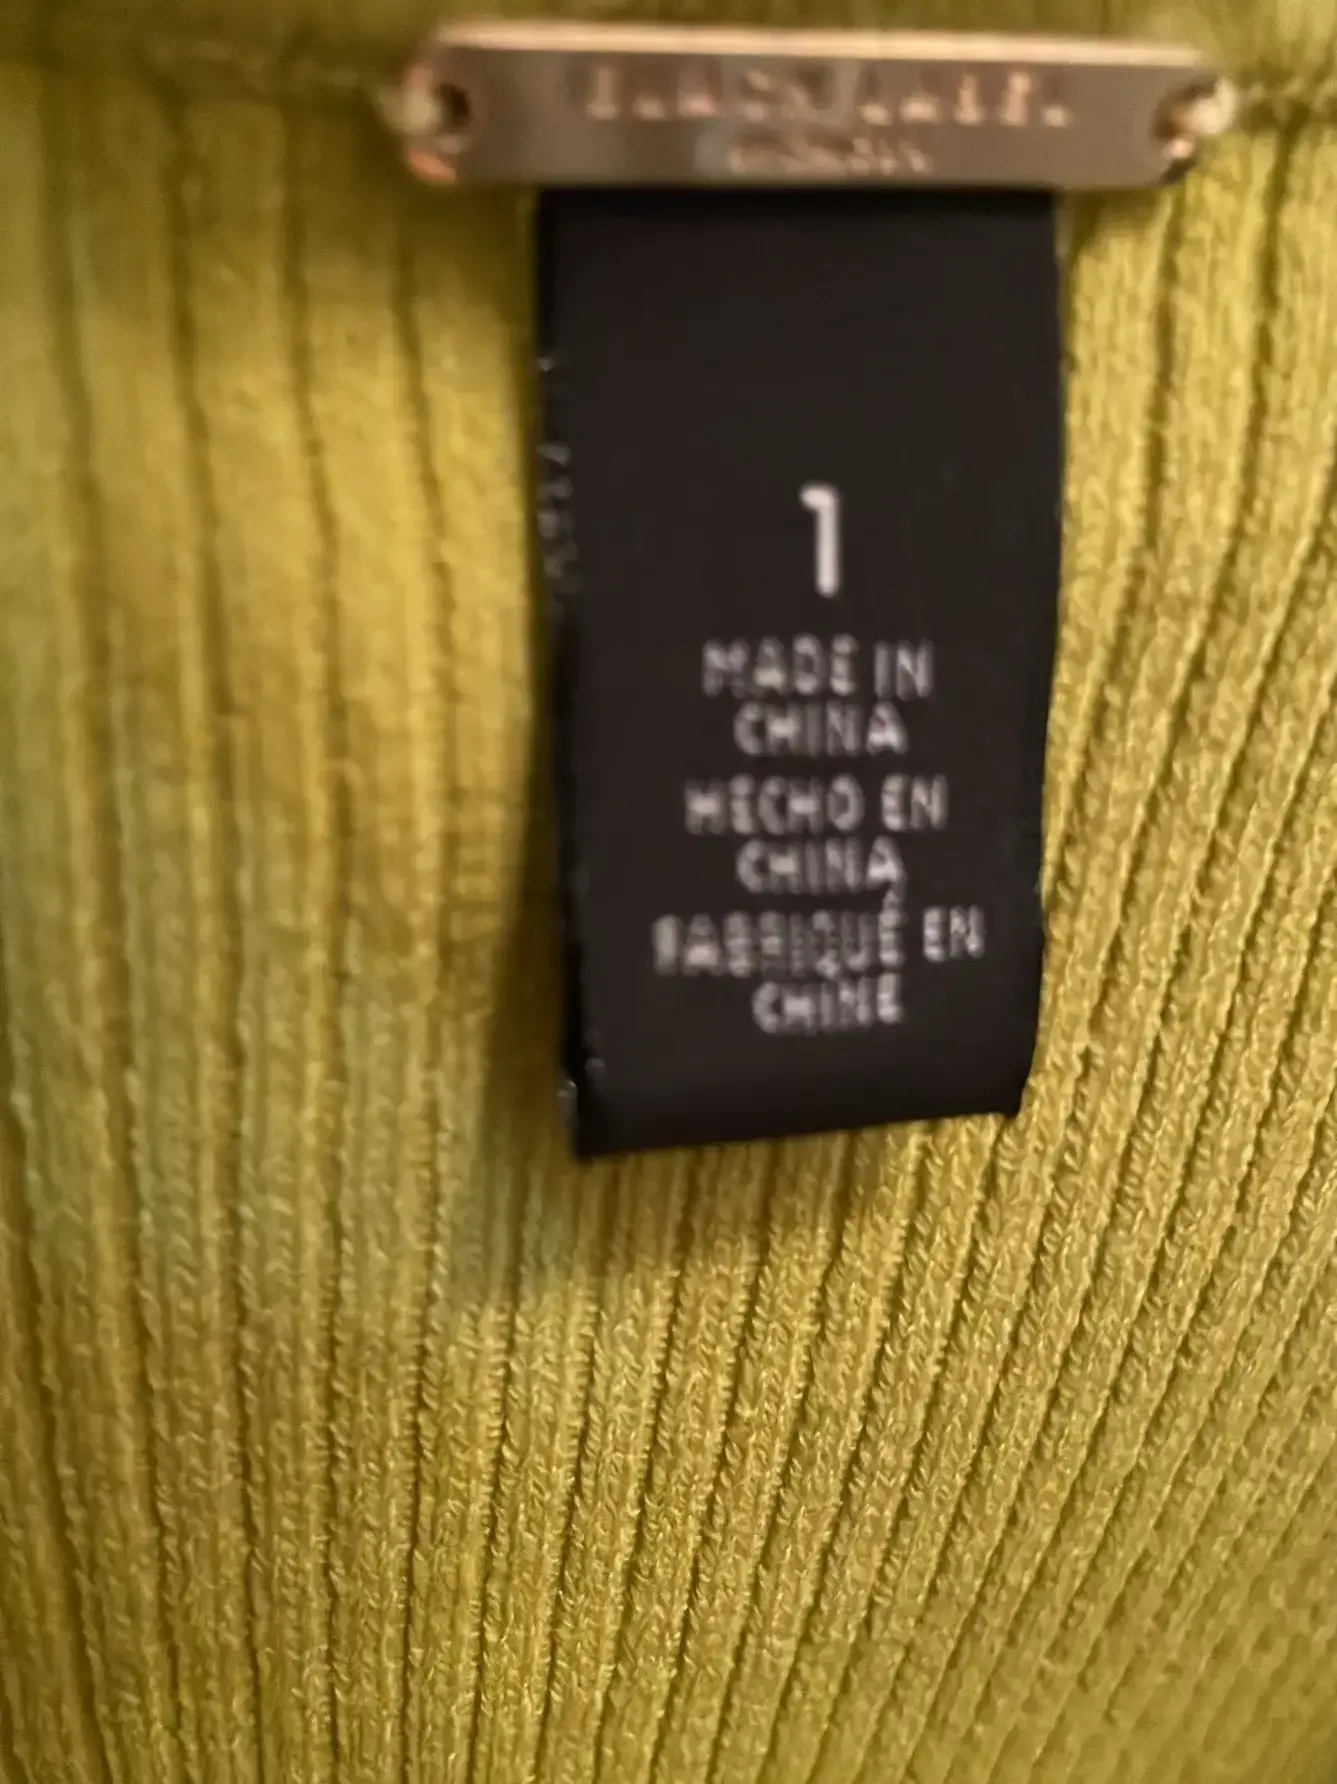 1
MADE IN
CHINA
HECHO EN
CHINA
FABRIQUÉ EN
CHINE